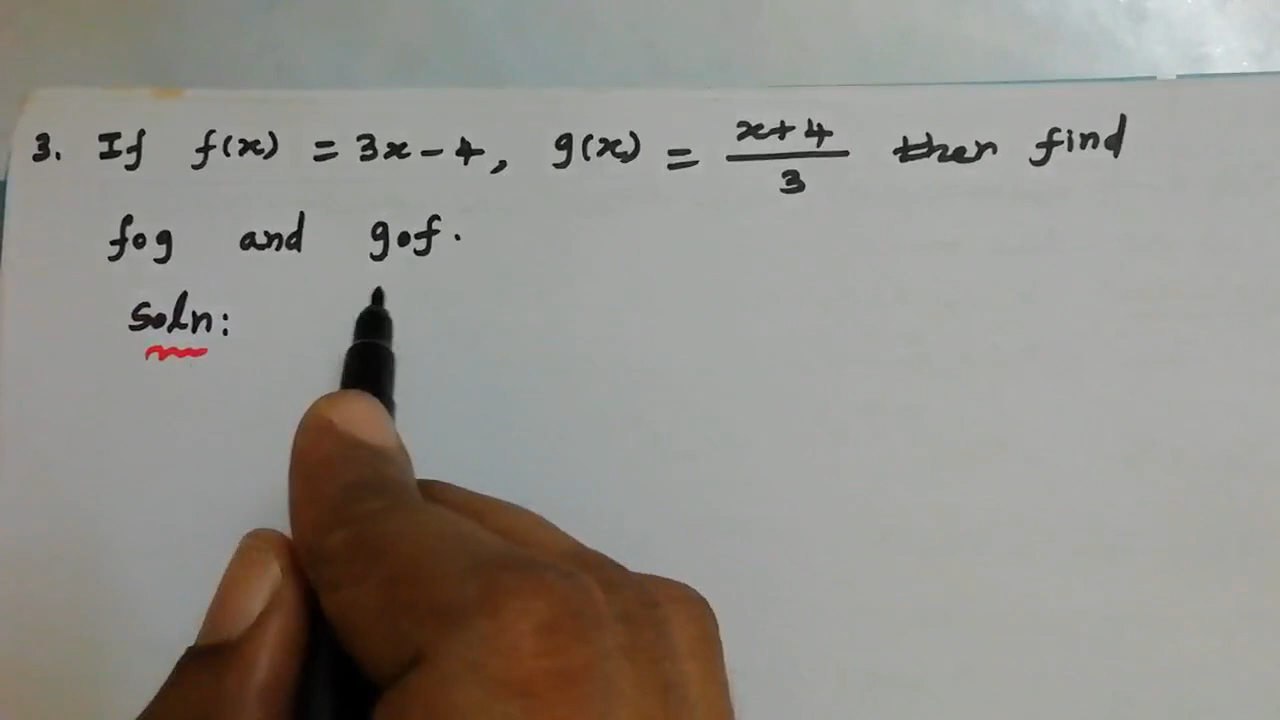 3. If f(x) = 3x - 4, g(x) = (x+4)/3 then find
fog and gof.
Soln: